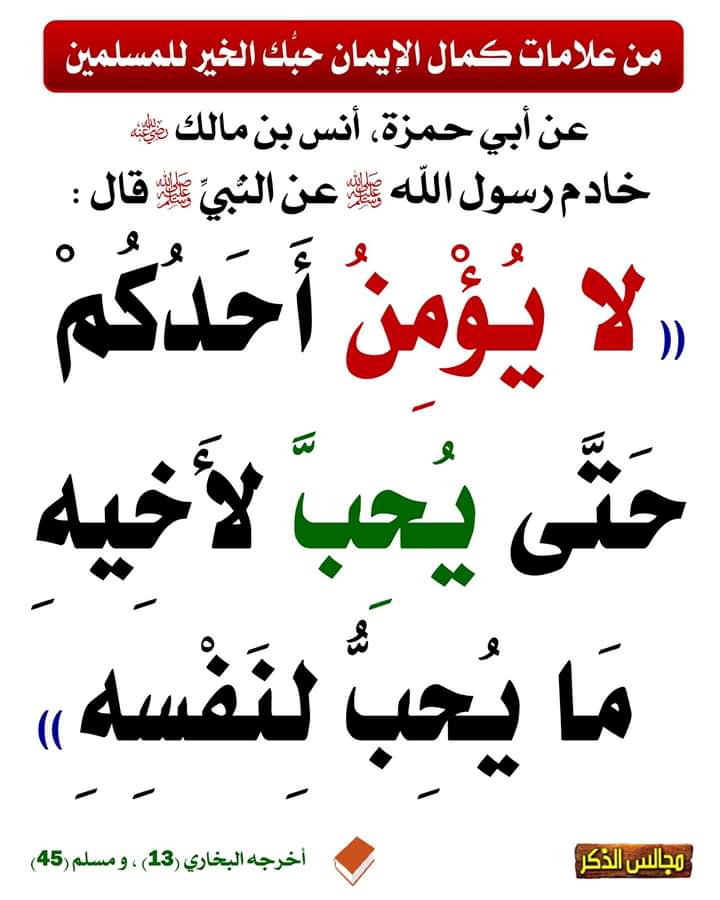 من علامات كمال الإيمان حبُّك الخير للمسلمين
عن أبي حمزة، أنس بن مالك رضي الله عنه
خادم رسول الله ﷺ عن النَّبيِّ ﷺ قال :
(( لا يُؤْمِنُ أَحَدُكُمْ
حَتَّى يُحِبَّ لأَخِيهِ
مَا يُحِبُّ لِنَفْسِهِ ))
أخرجه البخاري (13) ، و مسلم (45)
مجالس الذكر